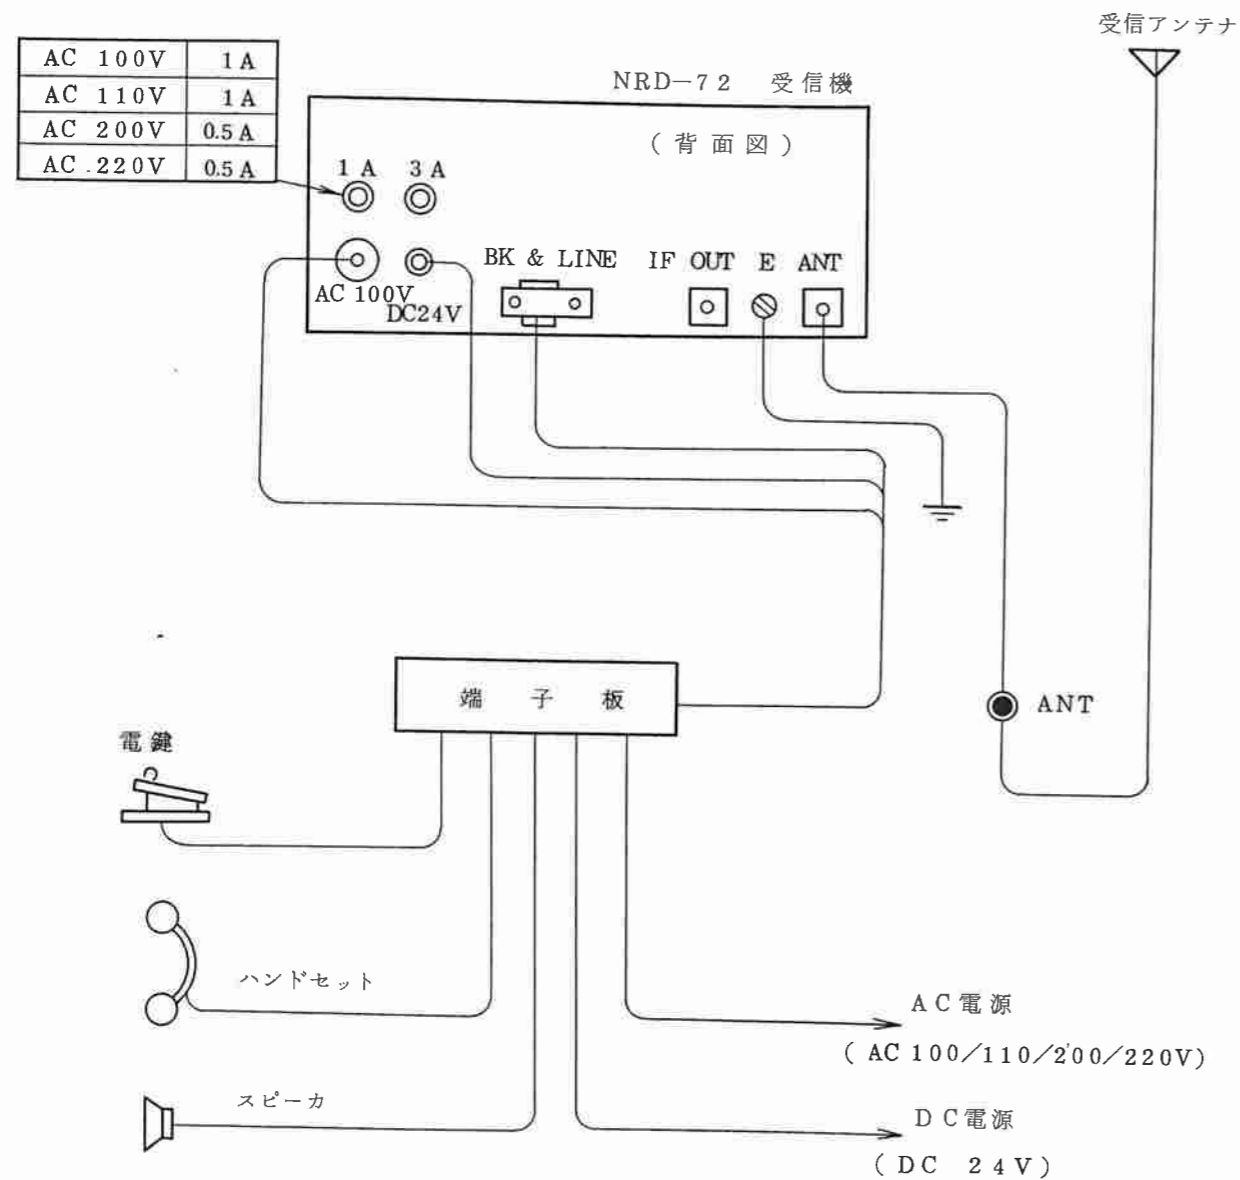 受信アンテナ
AC 100V 1A
AC 110V 1A
AC 200V 0.5A
AC 220V 0.5A
NRD-72 受信機
(背面図)
1A 3A
BK & LINE IF OUT E ANT
AC 100V
DC24V
端子板
ANT
電鍵
ハンドセット
AC電源
(AC 100/110/200/220V)
スピーカ
DC電源
(DC 24V)